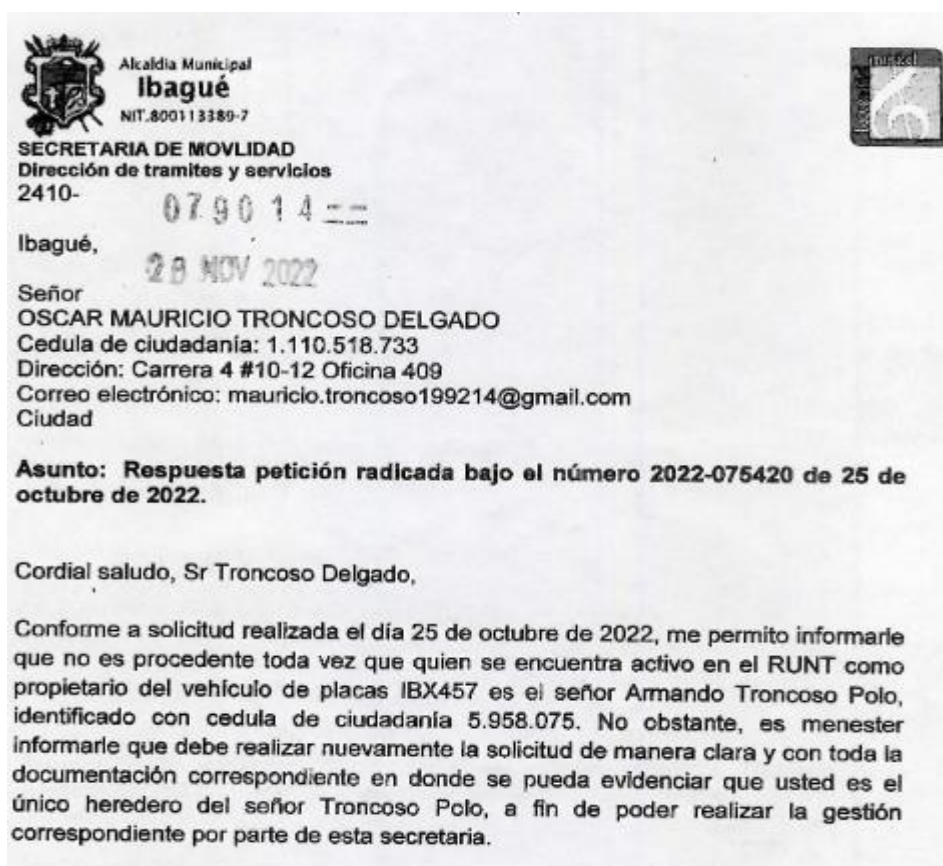 Alcaldia Municipal
Ibagué
NIT.800113389-7
SECRETARIA DE MOVLIDAD
Dirección de tramites y servicios
2410-
079014
Ibagué,
28 NOV 2022
Señor
OSCAR MAURICIO TRONCOSO DELGADO
Cedula de ciudadanía: 1.110.518.733
Dirección: Carrera 4 #10-12 Oficina 409
Correo electrónico: mauricio.troncoso199214@gmail.com
Ciudad
Asunto: Respuesta petición radicada bajo el número 2022-075420 de 25 de
octubre de 2022.
Cordial saludo, Sr Troncoso Delgado,
Conforme a solicitud realizada el día 25 de octubre de 2022, me permito informarle
que no es procedente toda vez que quien se encuentra activo en el RUNT como
propietario del vehículo de placas IBX457 es el señor Armando Troncoso Polo,
identificado con cedula de ciudadanía 5.958.075. No obstante, es menester
informarle que debe realizar nuevamente la solicitud de manera clara y con toda la
documentación correspondiente en donde se pueda evidenciar que usted es el
único heredero del señor Troncoso Polo, a fin de poder realizar la gestión
correspondiente por parte de esta secretaria.